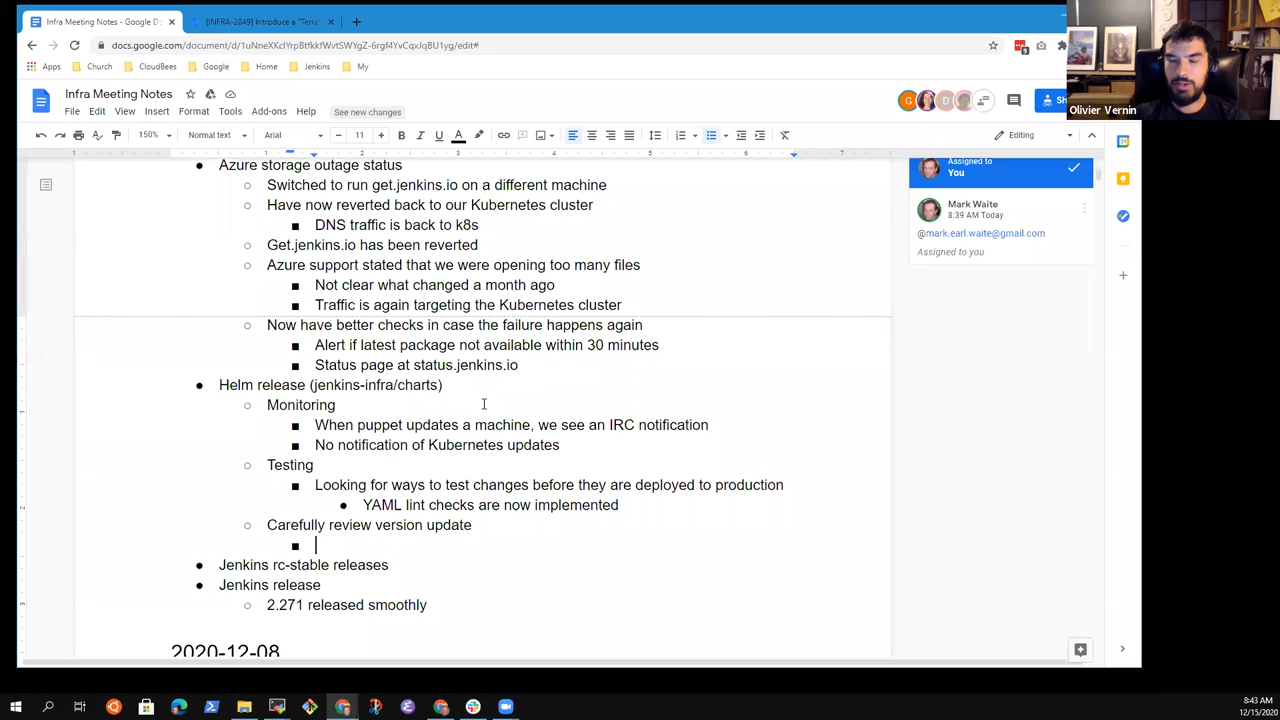 Infra Meeting Notes - Google Do
[INFRA-2849] Introduce a "Terra
docs.google.com/document/d/1uNneXKclYrpBtfkkfWvtSWYgZ-6rgf4YvCqxJqBU1yg/edit#
Apps
Church
CloudBees
Google
Home
Jenkins
My
Olivier Vernin
Infra Meeting Notes
File Edit View Insert Format Tools Add-ons Help See new changes
G
D
Sh
150%
Normal text
Arial
11
B I U A
Editing
1 1 2 3 4 5 6 7
Azure storage outage status
Switched to run get.jenkins.io on a different machine
Have now reverted back to our Kubernetes cluster
DNS traffic is back to k8s
Get.jenkins.io has been reverted
Azure support stated that we were opening too many files
Not clear what changed a month ago
Traffic is again targeting the Kubernetes cluster
Now have better checks in case the failure happens again
Alert if latest package not available within 30 minutes
Status page at status.jenkins.io
Helm release (jenkins-infra/charts)
Monitoring
When puppet updates a machine, we see an IRC notification
No notification of Kubernetes updates
Testing
Looking for ways to test changes before they are deployed to production
YAML lint checks are now implemented
Carefully review version update
Jenkins rc-stable releases
Jenkins release
2.271 released smoothly
2020-12-08
Assigned to
You
Mark Waite
8:39 AM Today
@mark.earl.waite@gmail.com
Assigned to you
8:43 AM
12/15/2020